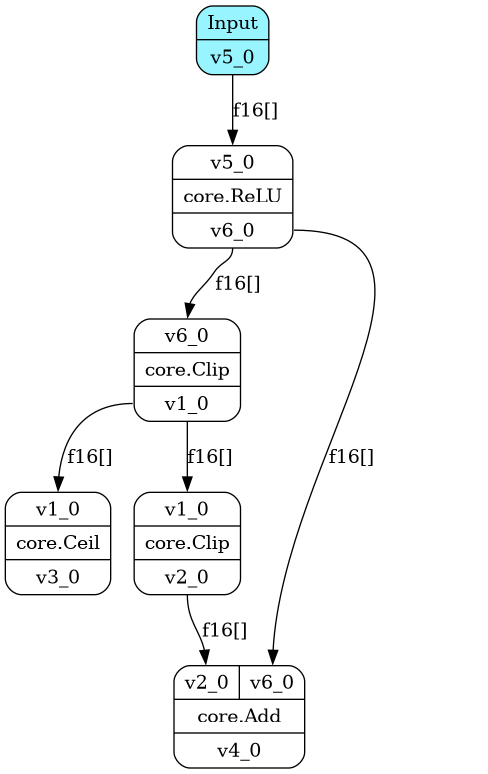 Input
v5_0
f16[]
v5_0
core.ReLU
v6_0
f16[]
v6_0
core.Clip
v1_0
f16[]
f16[]
f16[]
v1_0
core.Ceil
v3_0
v1_0
core.Clip
v2_0
f16[]
v2_0 v6_0
core.Add
v4_0